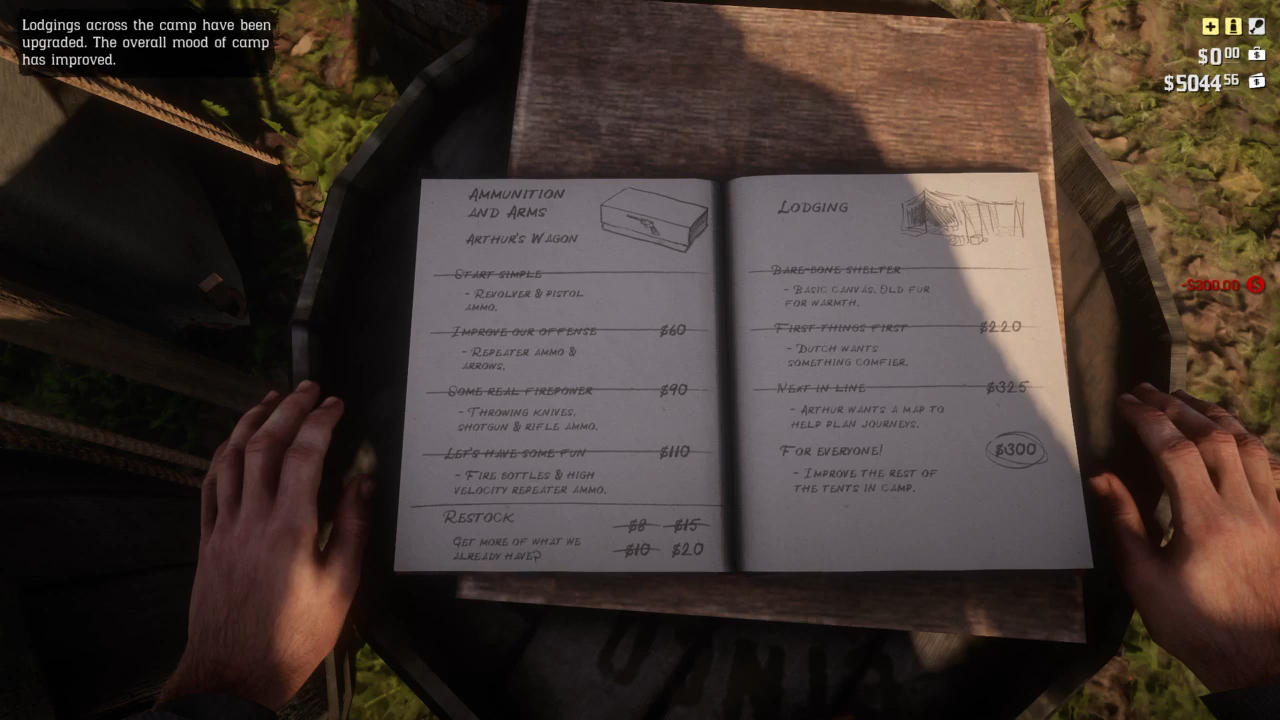 Lodgings across the camp have been
upgraded. The overall mood of camp
has improved.
$0 00
$5044 56
-$300.00
AMMUNITION
AND ARMS
ARTHUR'S WAGON
START SIMPLE
- REVOLVER & PISTOL
AMMO.
IMPROVE OUR OFFENSE $60
- REPEATER AMMO &
ARROWS.
SOME REAL FIREPOWER $90
- THROWING KNIVES,
SHOTGUN & RIFLE AMMO.
LET'S HAVE SOME FUN $110
- FIRE BOTTLES & HIGH
VELOCITY REPEATER AMMO.
RESTOCK $8 $15
GET MORE OF WHAT WE
ALREADY HAVE? $10 $20
LODGING
BARE-BONE SHELTER
- BASIC CANVAS. OLD FUR
FOR WARMTH.
FIRST THINGS FIRST $220
- DUTCH WANTS
SOMETHING COMFIER.
NEXT IN LINE $325
- ARTHUR WANTS A MAP TO
HELP PLAN JOURNEYS.
FOR EVERYONE! $300
- IMPROVE THE REST OF
THE TENTS IN CAMP.